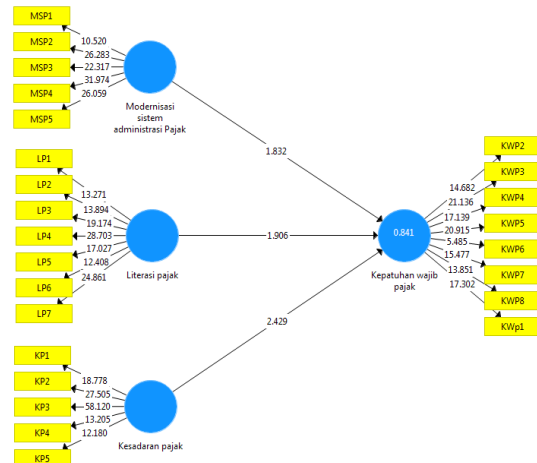 MSP1
MSP2
MSP3
MSP4
MSP5
10.520
26.283
22.317
31.974
26.059
Modernisasi
sistem
administrasi Pajak
1.832
LP1
LP2
LP3
LP4
LP5
LP6
LP7
13.271
13.894
19.174
28.703
17.027
12.408
24.861
Literasi pajak
1.906
KP1
KP2
KP3
KP4
KP5
18.778
27.505
58.120
13.205
12.180
Kesadaran pajak
2.429
0.841
Kepatuhan wajib
pajak
14.682
21.136
17.139
20.915
5.485
15.477
13.851
17.302
KWP2
KWP3
KWP4
KWP5
KWP6
KWP7
KWP8
KWp1